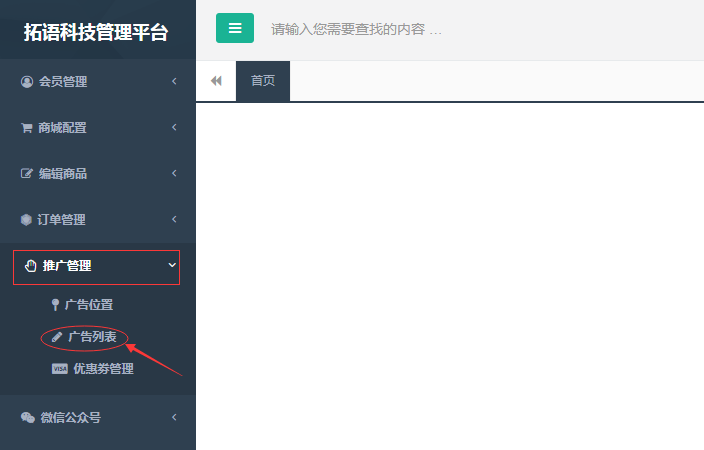 拓语科技管理平台
请输入您需要查找的内容 …
首页
会员管理
商城配置
编辑商品
订单管理
推广管理
广告位置
广告列表
VISA 优惠券管理
微信公众号